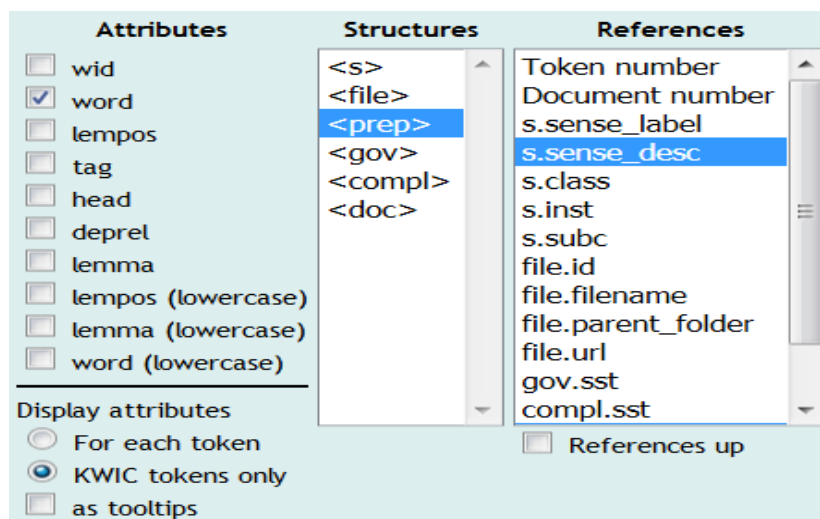 Attributes
wid
word
lempos
tag
head
deprel
lemma
lempos (lowercase)
lemma (lowercase)
word (lowercase)
Display attributes
For each token
KWIC tokens only
as tooltips
Structures
<s>
<file>
<prep>
<gov>
<compl>
<doc>
References
Token number
Document number
s.sense_label
s.sense_desc
s.class
s.inst
s.subc
file.id
file.filename
file.parent_folder
file.url
gov.sst
compl.sst
References up